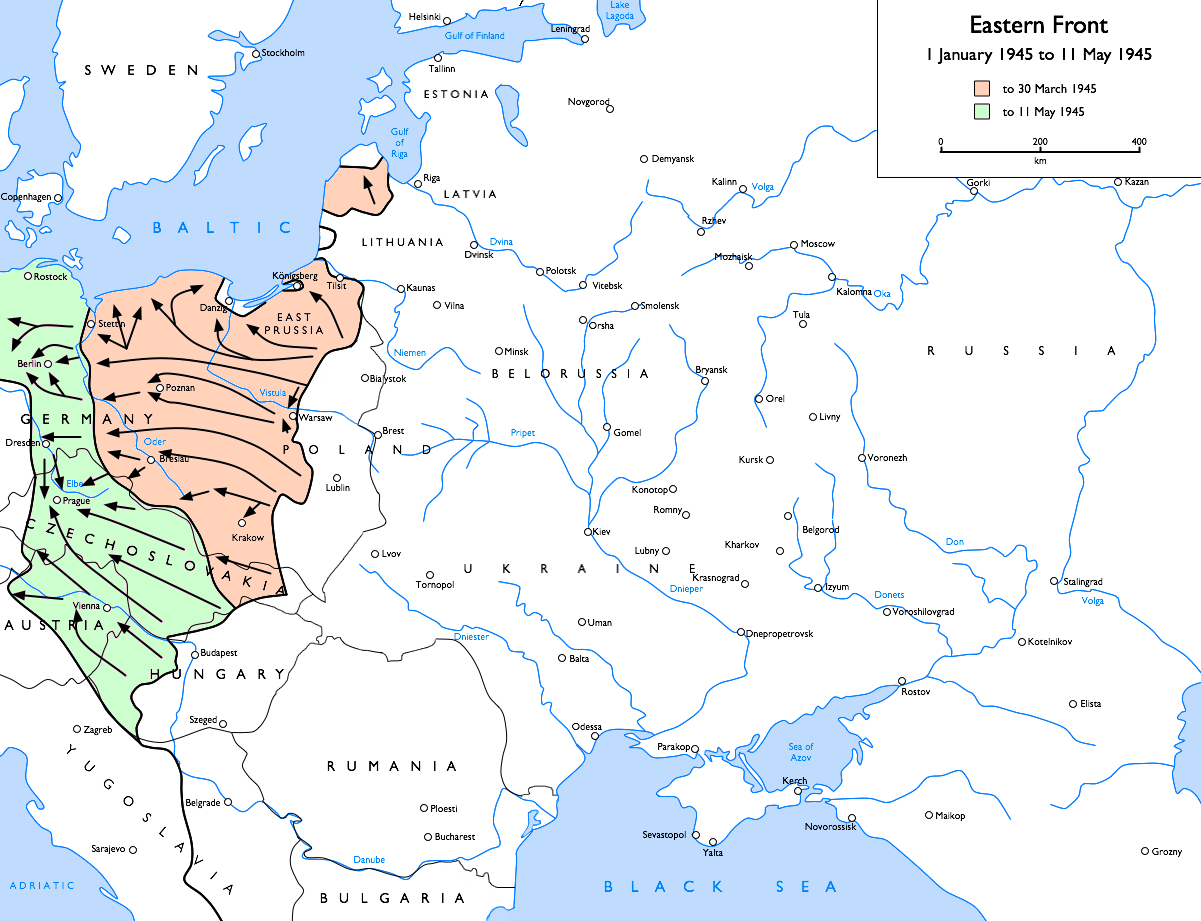 Eastern Front
1 January 1945 to 11 May 1945
to 30 March 1945
to 11 May 1945
0
200
400
km
Helsinki
Lake
Lagoda
Gulf of Finland
Leningrad
Stockholm
SWEDEN
Tallinn
ESTONIA
Novgorod
Gulf
of
Riga
Demyansk
Riga
Kalinn
Volga
Gorki
Kazan
LATVIA
Copenhagen
Rzhev
BALTIC
LITHUANIA
Dvina
Dvinsk
Moscow
Mozhaisk
Rostock
Königsberg
Tilsit
Polotsk
Vitebsk
Kaunas
Kalomna
Oka
Danzig
Vilna
Smolensk
Stettin
EAST
PRUSSIA
Orsha
Tula
Berlin
Niemen
Minsk
RUSSIA
Bialystok
BELORUSSIA
Bryansk
Poznan
Vistula
Orel
GERMANY
Warsaw
Livny
Brest
Gomel
Dresden
Oder
POLAND
Pripet
Breslau
Kursk
Voronezh
Elbe
Lublin
Konotop
Prague
Romny
CZECHOSLOVAKIA
Krakow
Kiev
Belgorod
Lvov
Lubny
Kharkov
Don
UKRAINE
Tornopol
Krasnograd
Izyum
Stalingrad
Dnieper
Donets
Volga
Vienna
Voroshilovgrad
AUSTRIA
Uman
Dniester
Dnepropetrovsk
Kotelnikov
Budapest
Balta
HUNGARY
Rostov
Elista
Szeged
Zagreb
Odessa
Parakop
Sea of
Azov
YUGOSLAVIA
RUMANIA
Kerch
Belgrade
Ploesti
Maikop
Novorossisk
Bucharest
Sevastopol
Sarajevo
Yalta
Grozny
Danube
ADRIATIC
BULGARIA
BLACK SEA